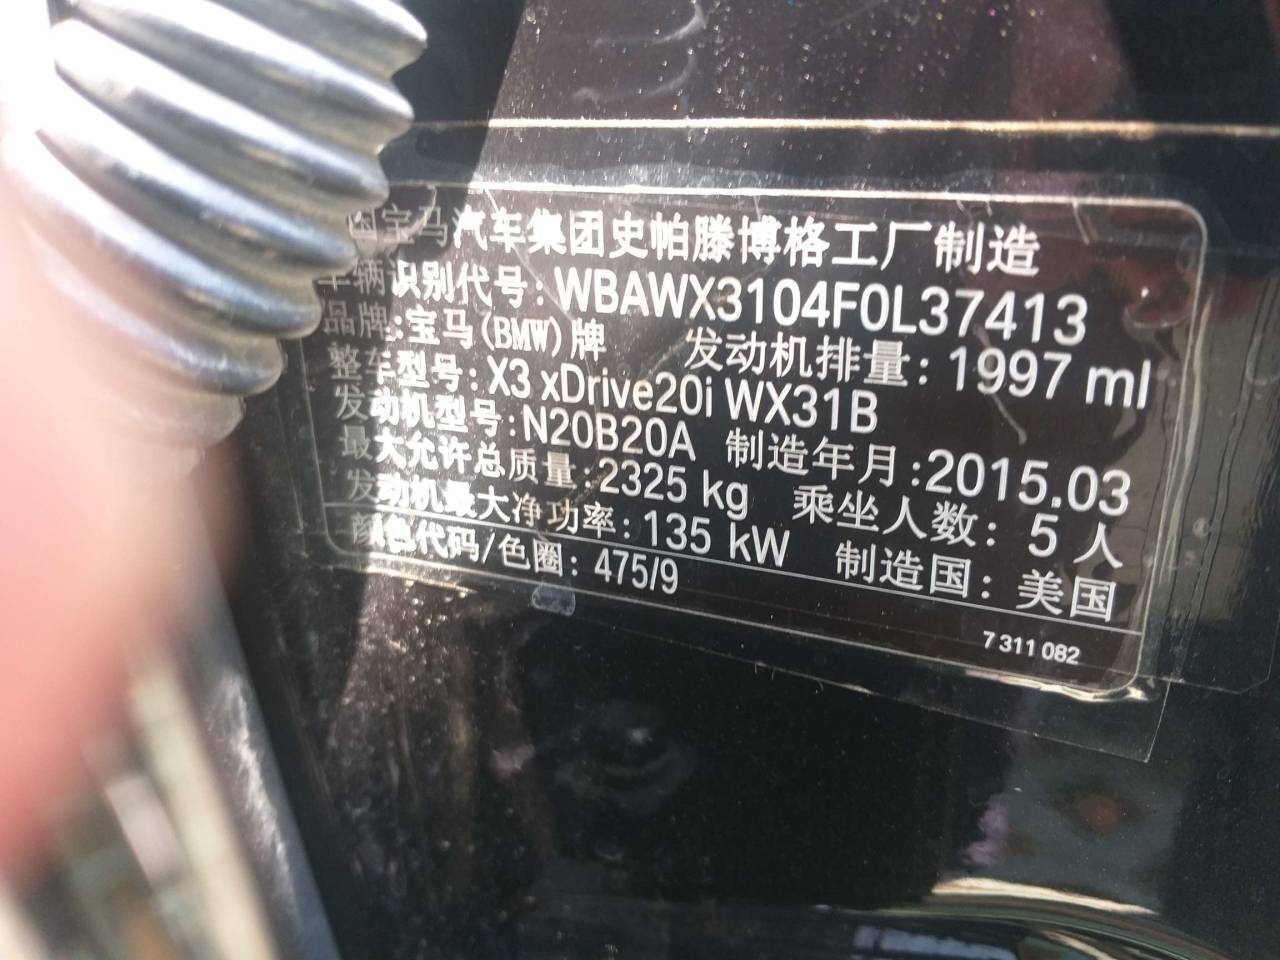 国宝马汽车集团史帕滕博格工厂制造
车辆识别代号:WBAWX3104F0L37413
品牌:宝马(BMW)牌 发动机排量:1997 ml
整车型号:X3 xDrive20i WX31B
发动机型号:N20B20A 制造年月:2015.03
最大允许总质量:2325 kg 乘坐人数:5人
发动机最大净功率:135 kW 制造国:美国
颜色代码/色圈:475/9
7 311 082